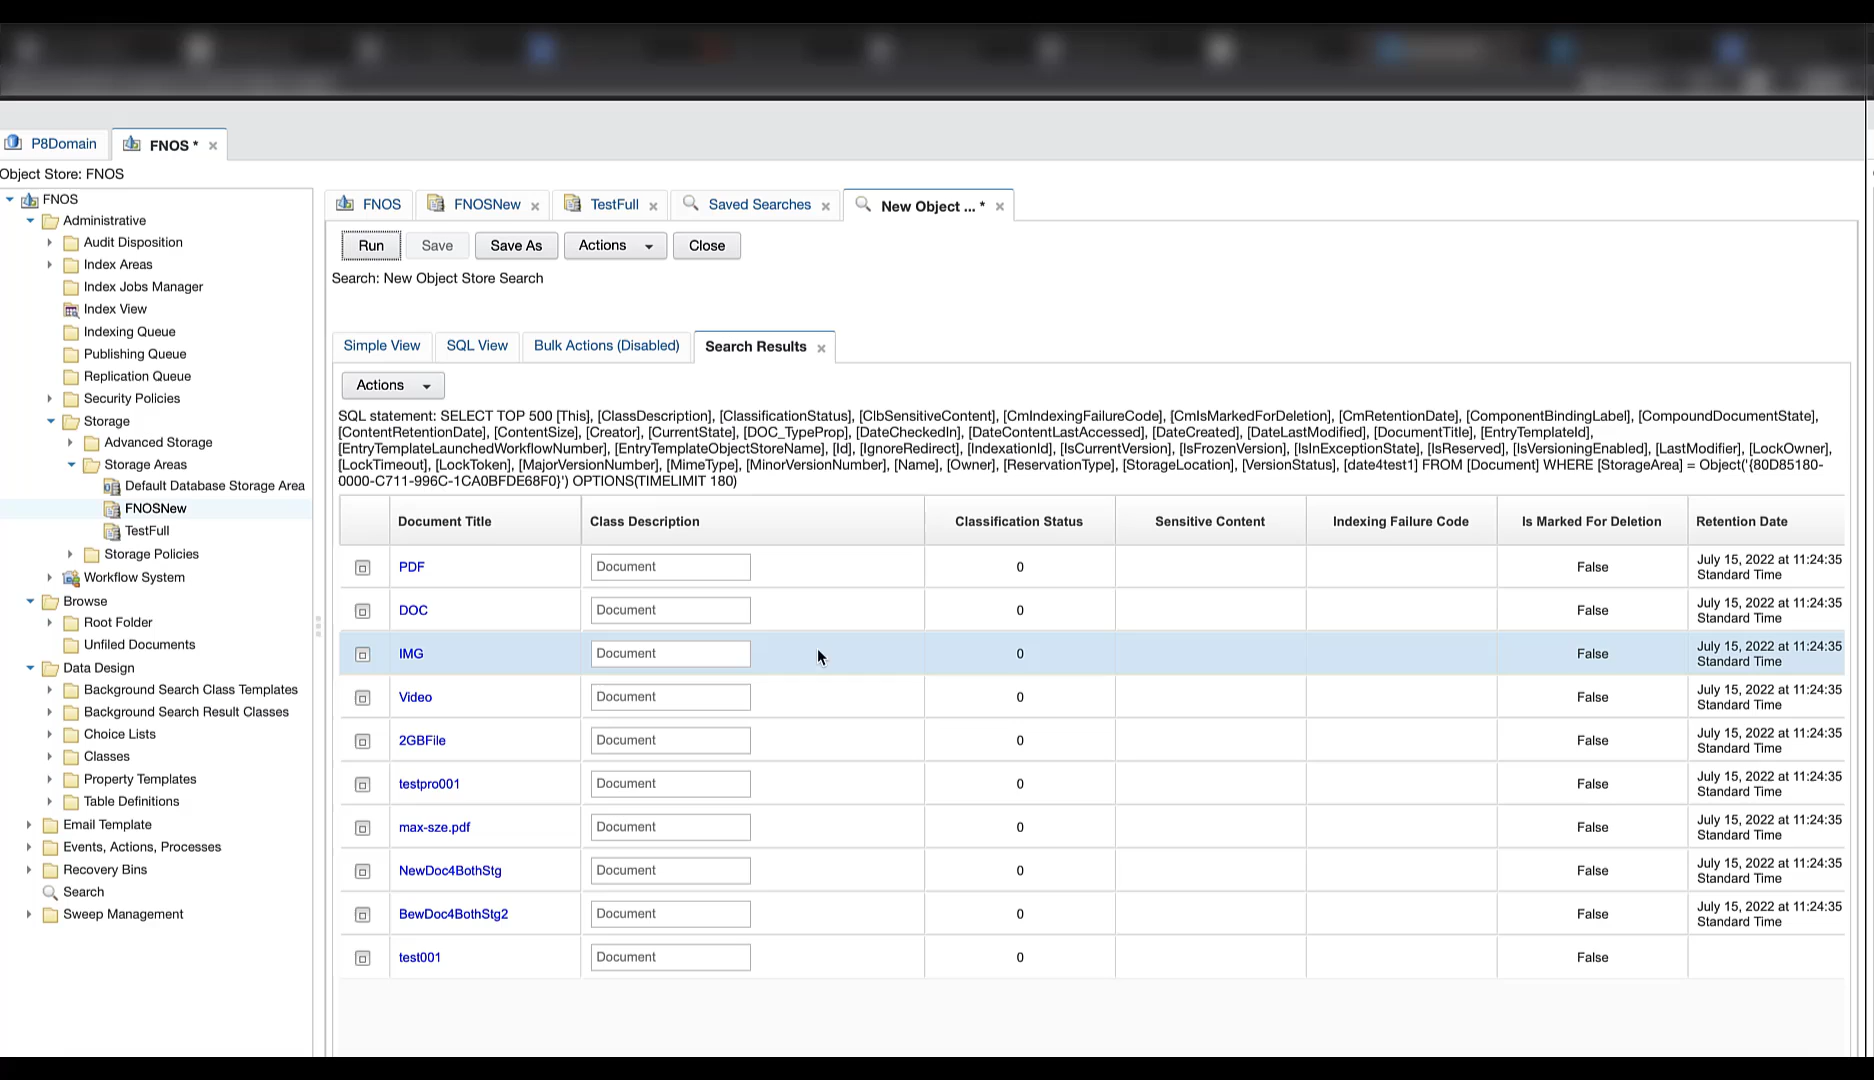 P8Domain
FNOS *
Object Store: FNOS
FNOS
Administrative
Audit Disposition
Index Areas
Index Jobs Manager
Index View
Indexing Queue
Publishing Queue
Replication Queue
Security Policies
Storage
Advanced Storage
Storage Areas
Default Database Storage Area
FNOSNew
TestFull
Storage Policies
Workflow System
Browse
Root Folder
Unfiled Documents
Data Design
Background Search Class Templates
Background Search Result Classes
Choice Lists
Classes
Property Templates
Table Definitions
Email Template
Events, Actions, Processes
Recovery Bins
Search
Sweep Management
FNOS
FNOSNew
TestFull
Saved Searches
New Object ... *
Run
Save
Save As
Actions
Close
Search: New Object Store Search
Simple View
SQL View
Bulk Actions (Disabled)
Search Results
Actions
SQL statement: SELECT TOP 500 [This], [ClassDescription], [ClassificationStatus], [ClbSensitiveContent], [CmIndexingFailureCode], [CmIsMarkedForDeletion], [CmRetentionDate], [ComponentBindingLabel], [CompoundDocumentState],
[ContentRetentionDate], [ContentSize], [Creator], [CurrentState], [DOC_TypeProp], [DateCheckedIn], [DateContentLastAccessed], [DateCreated], [DateLastModified], [DocumentTitle], [EntryTemplateId],
[EntryTemplateLaunchedWorkflowNumber], [EntryTemplateObjectStoreName], [Id], [IgnoreRedirect], [IndexationId], [IsCurrentVersion], [IsFrozenVersion], [IsInExceptionState], [IsReserved], [IsVersioningEnabled], [LastModifier], [LockOwner],
[LockTimeout], [LockToken], [MajorVersionNumber], [MimeType], [MinorVersionNumber], [Name], [Owner], [ReservationType], [StorageLocation], [VersionStatus], [date4test1] FROM [Document] WHERE [StorageArea] = Object('{80D85180-
0000-C711-996C-1CA0BFDE68F0}') OPTIONS(TIMELIMIT 180)
Document Title Class Description Classification Status Sensitive Content Indexing Failure Code Is Marked For Deletion Retention Date
PDF Document 0 False July 15, 2022 at 11:24:35
Standard Time
DOC Document 0 False July 15, 2022 at 11:24:35
Standard Time
IMG Document 0 False July 15, 2022 at 11:24:35
Standard Time
Video Document 0 False July 15, 2022 at 11:24:35
Standard Time
2GBFile Document 0 False July 15, 2022 at 11:24:35
Standard Time
testpro001 Document 0 False July 15, 2022 at 11:24:35
Standard Time
max-sze.pdf Document 0 False July 15, 2022 at 11:24:35
Standard Time
NewDoc4BothStg Document 0 False July 15, 2022 at 11:24:35
Standard Time
BewDoc4BothStg2 Document 0 False July 15, 2022 at 11:24:35
Standard Time
test001 Document 0 False